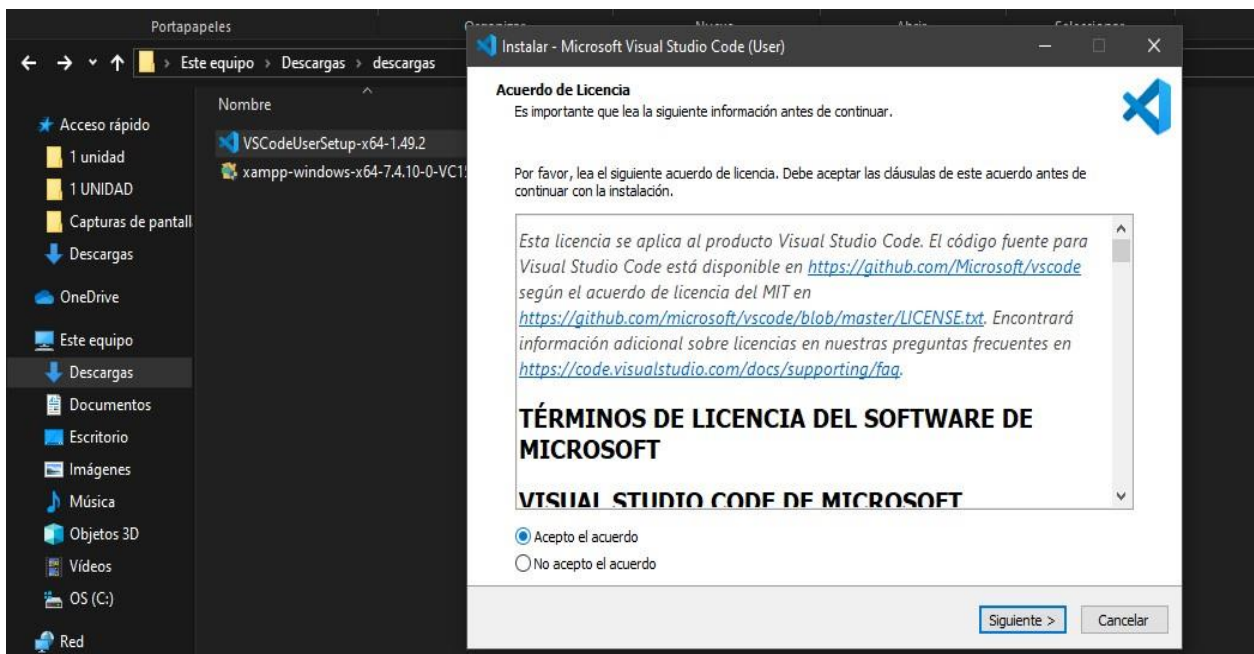 Portapapeles
Este equipo > Descargas > descargas
Nombre
Acceso rápido
1 unidad
1 UNIDAD
Capturas de pantall
Descargas
OneDrive
Este equipo
Descargas
Documentos
Escritorio
Imágenes
Música
Objetos 3D
Vídeos
OS (C:)
Red
VSCodeUserSetup-x64-1.49.2
xampp-windows-x64-7.4.10-0-VC1
Instalar - Microsoft Visual Studio Code (User)
Acuerdo de Licencia
Es importante que lea la siguiente información antes de continuar.
Por favor, lea el siguiente acuerdo de licencia. Debe aceptar las cláusulas de este acuerdo antes de
continuar con la instalación.
Esta licencia se aplica al producto Visual Studio Code. El código fuente para
Visual Studio Code está disponible en https://github.com/Microsoft/vscode
según el acuerdo de licencia del MIT en
https://github.com/microsoft/vscode/blob/master/LICENSE.txt. Encontrará
información adicional sobre licencias en nuestras preguntas frecuentes en
https://code.visualstudio.com/docs/supporting/faq.
TÉRMINOS DE LICENCIA DEL SOFTWARE DE
MICROSOFT
VISUAL STUDIO CODE DE MICROSOFT
Acepto el acuerdo
No acepto el acuerdo
Siguiente >
Cancelar